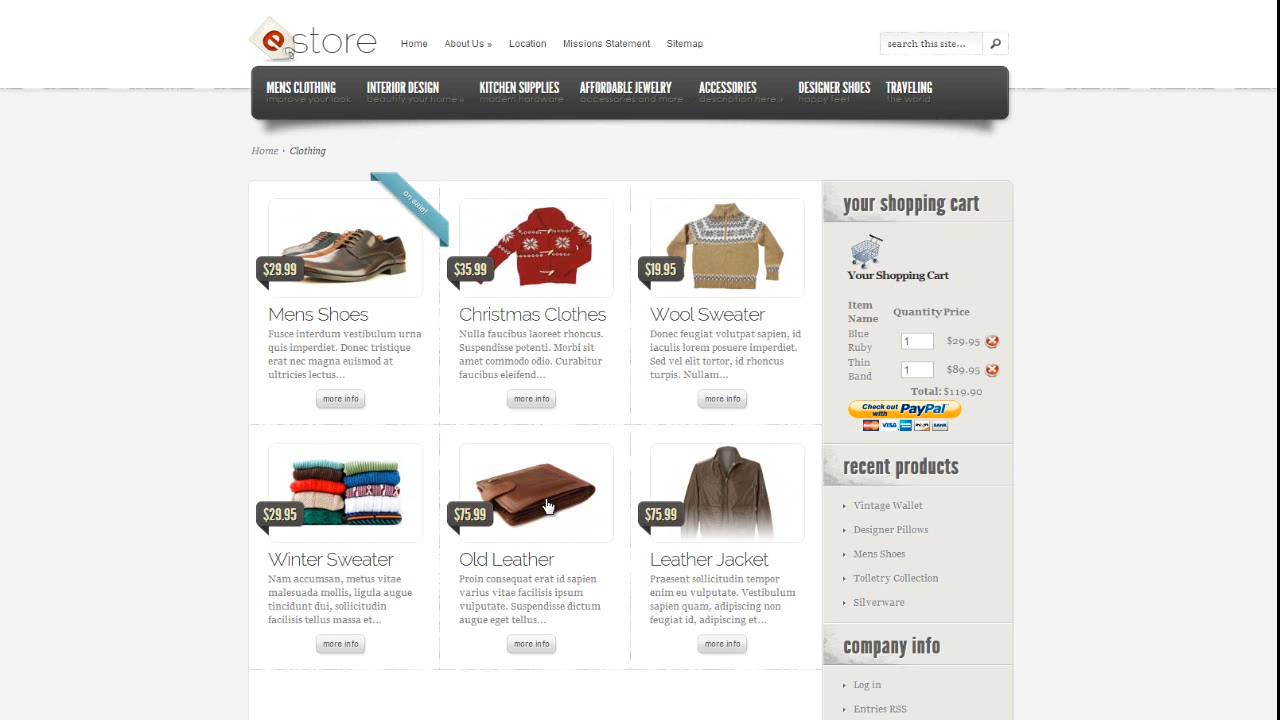 estore
Home
About Us »
Location
Missions Statement
Sitemap
search this site...
MENS CLOTHING
improve your look
INTERIOR DESIGN
beautify your home »
KITCHEN SUPPLIES
modern hardware
AFFORDABLE JEWELRY
accessories and more
ACCESSORIES
description here »
DESIGNER SHOES
happy feet
TRAVELING
the world
Home • Clothing
on sale!
$29.99
Mens Shoes
Fusce interdum vestibulum urna
quis imperdiet. Donec tristique
erat nec magna euismod at
ultricies lectus...
more info
$35.99
Christmas Clothes
Nulla faucibus laoreet rhoncus.
Suspendisse potenti. Morbi sit
amet commodo odio. Curabitur
faucibus eleifend...
more info
$19.95
Wool Sweater
Donec feugiat volutpat sapien, id
iaculis lorem posuere imperdiet.
Sed vel elit tortor, id rhoncus
turpis. Nullam...
more info
$29.95
Winter Sweater
Nam accumsan, metus vitae
malesuada mollis, ligula augue
tincidunt dui, sollicitudin
facilisis tellus massa et...
more info
$75.99
Old Leather
Proin consequat erat id sapien
varius vitae facilisis ipsum
vulputate. Suspendisse dictum
augue eget tellus...
more info
$75.99
Leather Jacket
Praesent sollicitudin tempor
enim eu vulputate. Vestibulum
sapien quam, adipiscing non
feugiat id, adipiscing et...
more info
your shopping cart
Your Shopping Cart
Item Name
Quantity Price
Blue Ruby
1
$29.95
Thin Band
1
$89.95
Total: $119.90
Check out with PayPal
VISA
BANK
recent products
Vintage Wallet
Designer Pillows
Mens Shoes
Toiletry Collection
Silverware
company info
Log in
Entries RSS